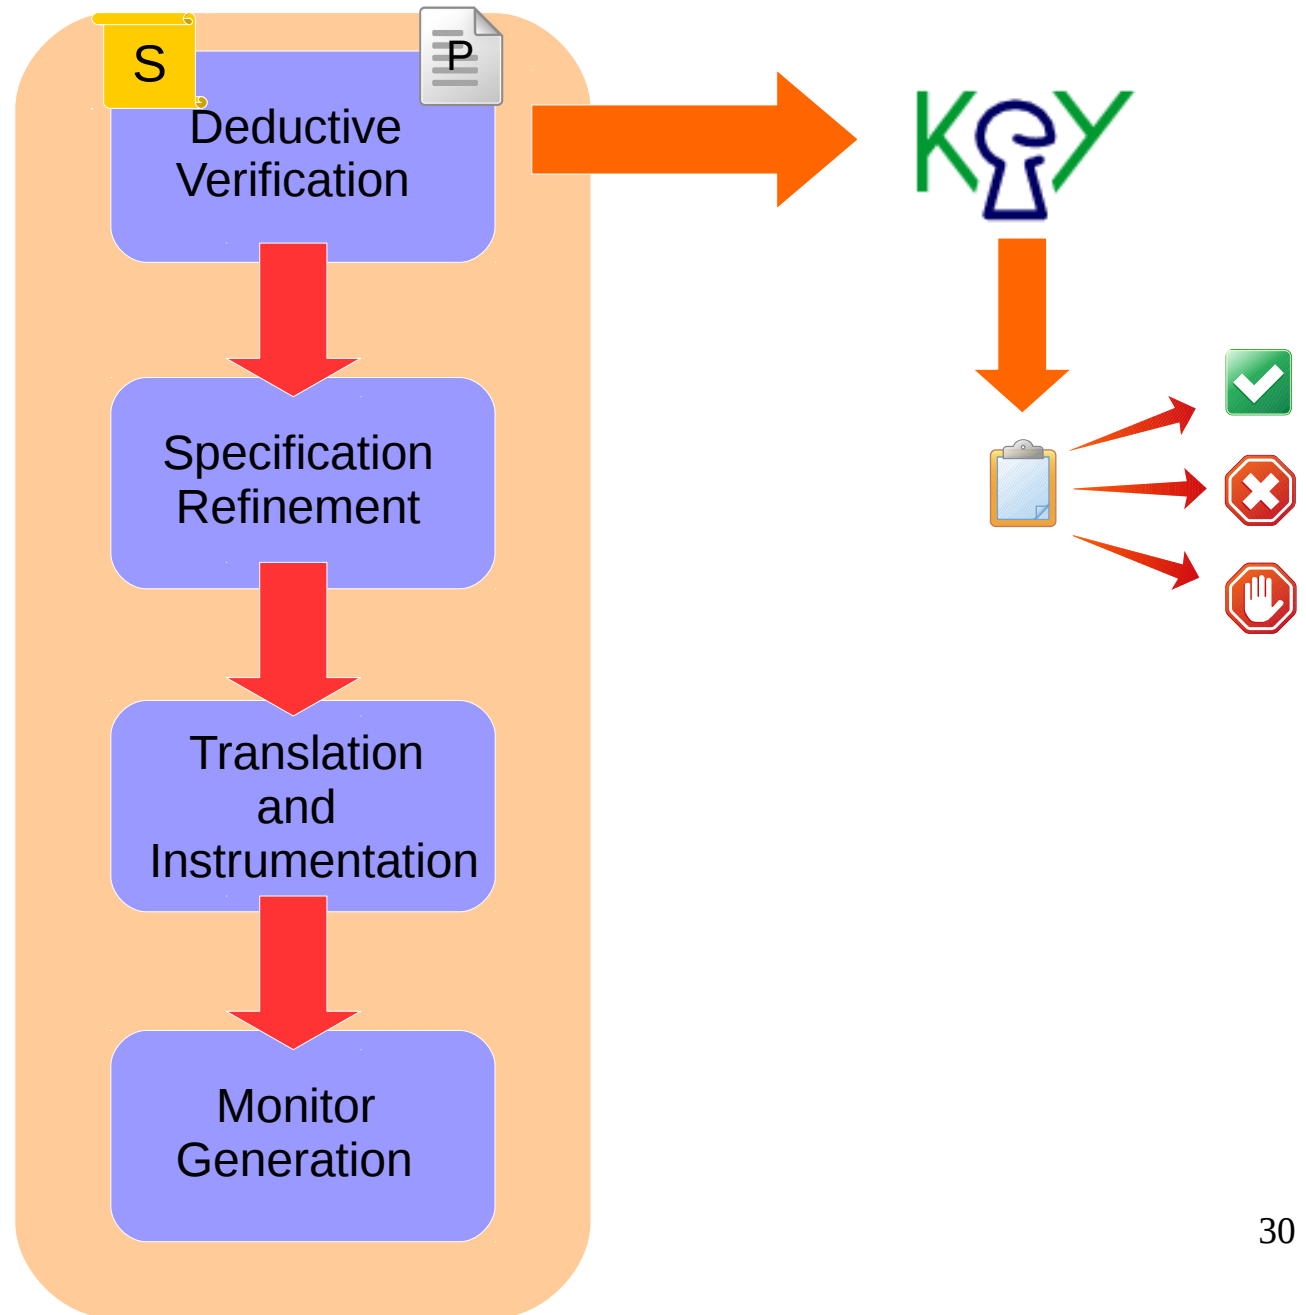 S
P
Deductive
Verification
KeY
Specification
Refinement
Translation
and
Instrumentation
Monitor
Generation
30